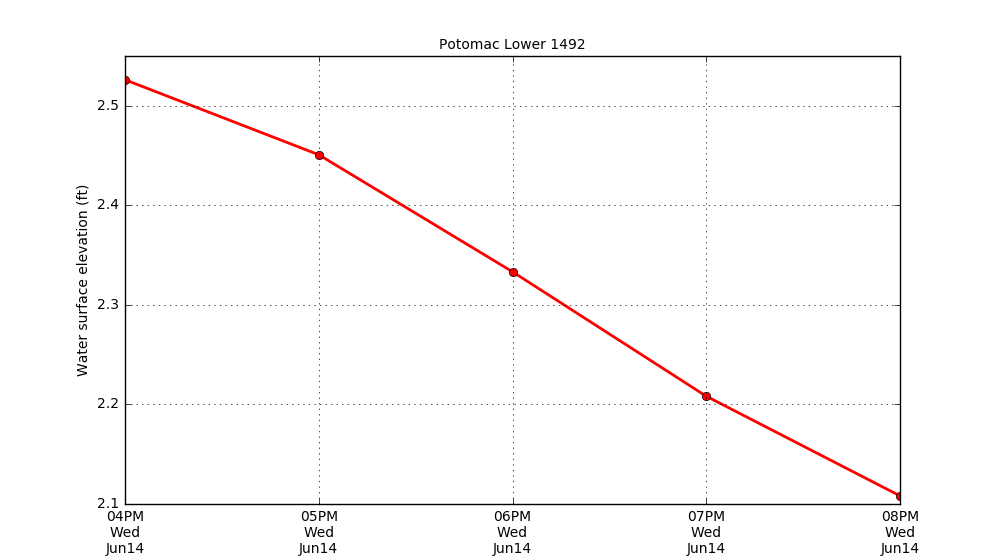 Potomac Lower 1492
Water surface elevation (ft)
2.5
2.4
2.3
2.2
2.1
04PM 05PM 06PM 07PM 08PM
Wed Wed Wed Wed Wed
Jun14 Jun14 Jun14 Jun14 Jun14